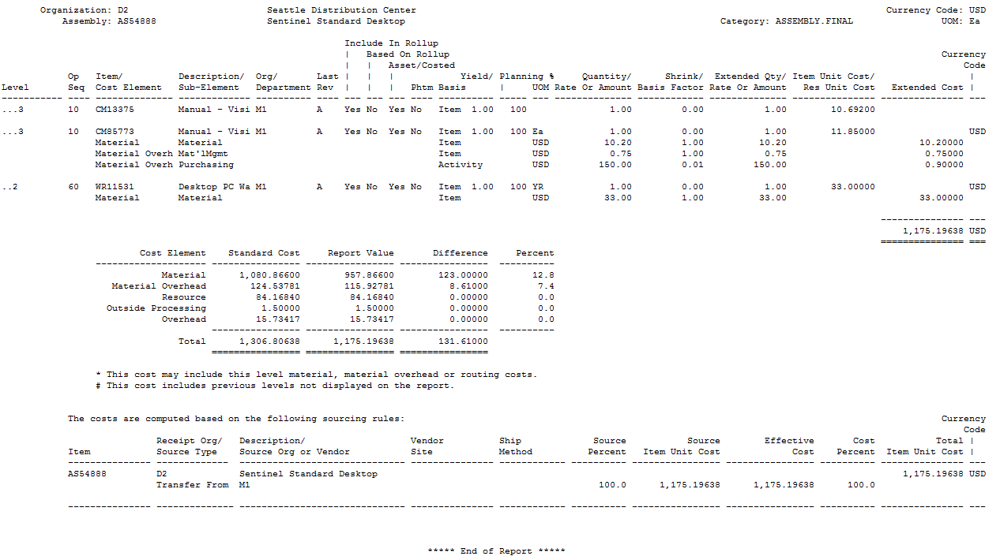 Organization: D2 Seattle Distribution Center Currency Code: USD
Assembly: AS54888 Sentinel Standard Desktop Category: ASSEMBLY.FINAL UOM: Ea
Include In Rollup
| Based On Rollup Currency
| | Asset/Costed Code
Op Item/ Description/ Org/ Last | | | Yield/ Planning % Quantity/ Shrink/ Extended Qty/ Item Unit Cost/ |
Level Seq Cost Element Sub-Element Department Rev | | | Phtm Basis | UOM Rate Or Amount Basis Factor Rate Or Amount Res Unit Cost Extended Cost |
----------- --- -------------- ------------- ---------- --- --- --- --- ---- ---------- ----- --- -------------- ------------ -------------- --------------- --------------- ---
...3 10 CM13375 Manual - Visi M1 A Yes No Yes No Item 1.00 100 1.00 0.00 1.00 10.69200
...3 10 CM85773 Manual - Visi M1 A Yes No Yes No Item 1.00 100 Ea 1.00 0.00 1.00 11.85000 USD
Material Material Item USD 10.20 1.00 10.20 10.20000
Material Overh Mat'lMgmt Item USD 0.75 1.00 0.75 0.75000
Material Overh Purchasing Activity USD 150.00 0.01 150.00 0.90000
..2 60 WR11531 Desktop PC Wa M1 A Yes No Yes No Item 1.00 100 YR 1.00 0.00 1.00 33.00000 USD
Material Material Item USD 33.00 1.00 33.00 33.00000
--------------- ---
1,175.19638 USD
=============== ===
Cost Element Standard Cost Report Value Difference Percent
-------------------- ---------------- ---------------- ---------------- ----------
Material 1,080.86600 957.86600 123.00000 12.8
Material Overhead 124.53781 115.92781 8.61000 7.4
Resource 84.16840 84.16840 0.00000 0.0
Outside Processing 1.50000 1.50000 0.00000 0.0
Overhead 15.73417 15.73417 0.00000 0.0
---------------- ---------------- ---------------- ----------
Total 1,306.80638 1,175.19638 131.61000
================ ================ ================
* This cost may include this level material, material overhead or routing costs.
# This cost includes previous levels not displayed on the report.
The costs are computed based on the following sourcing rules: Currency
Code
Receipt Org/ Description/ Vendor Ship Source Source Effective Cost Total |
Item Source Type Source Org or Vendor Site Method Percent Item Unit Cost Cost Percent Item Unit Cost |
--------------- -------------- ------------------------------ --------------- ------------ ---------- ---------------- ---------------- ---------- --------------- ---
AS54888 D2 Sentinel Standard Desktop 1,175.19638 USD
Transfer From M1 100.0 1,175.19638 1,175.19638 100.0
--------------- -------------- ------------------------------ --------------- ------------ ---------- ---------------- ---------------- ---------- --------------- ---
***** End of Report *****